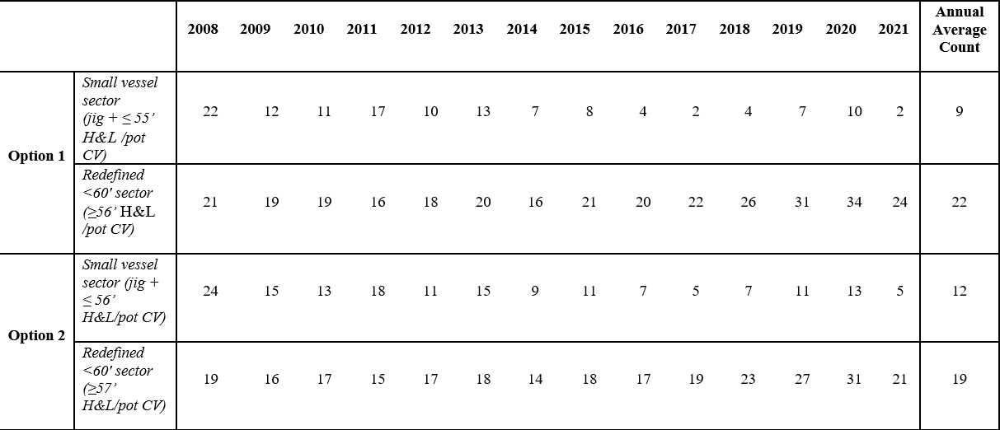 2008 2009 2010 2011 2012 2013 2014 2015 2016 2017 2018 2019 2020 2021 Annual
Average
Count
Option 1
Small vessel
sector
(jig + ≤ 55’
H&L /pot
CV)
22 12 11 17 10 13 7 8 4 2 4 7 10 2 9
Redefined
<60' sector
(≥56’ H&L
/pot CV)
21 19 19 16 18 20 16 21 20 22 26 31 34 24 22
Option 2
Small vessel
sector (jig +
≤ 56’
H&L/pot CV)
24 15 13 18 11 15 9 11 7 5 7 11 13 5 12
Redefined
<60' sector
(≥57’
H&L/pot CV)
19 16 17 15 17 18 14 18 17 19 23 27 31 21 19